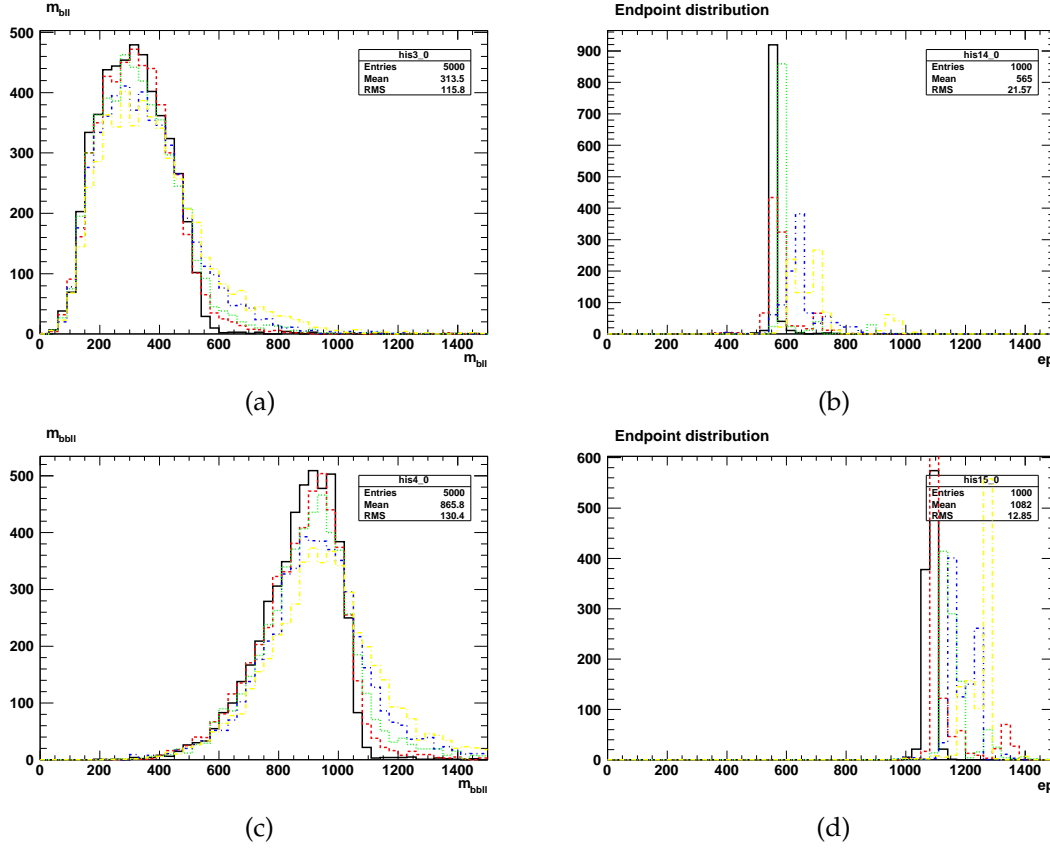 m_bll
his3_0
Entries 5000
Mean 313.5
RMS 115.8
500
400
300
200
100
0
0 200 400 600 800 1000 1200 1400
m_bll
(a)
Endpoint distribution
his14_0
Entries 1000
Mean 565
RMS 21.57
900
800
700
600
500
400
300
200
100
0
0 200 400 600 800 1000 1200 1400
ep
(b)
m_bbll
his4_0
Entries 5000
Mean 865.8
RMS 130.4
500
400
300
200
100
0
0 200 400 600 800 1000 1200 1400
m_bbll
(c)
Endpoint distribution
his15_0
Entries 1000
Mean 1082
RMS 12.85
600
500
400
300
200
100
0
0 200 400 600 800 1000 1200 1400
ep
(d)